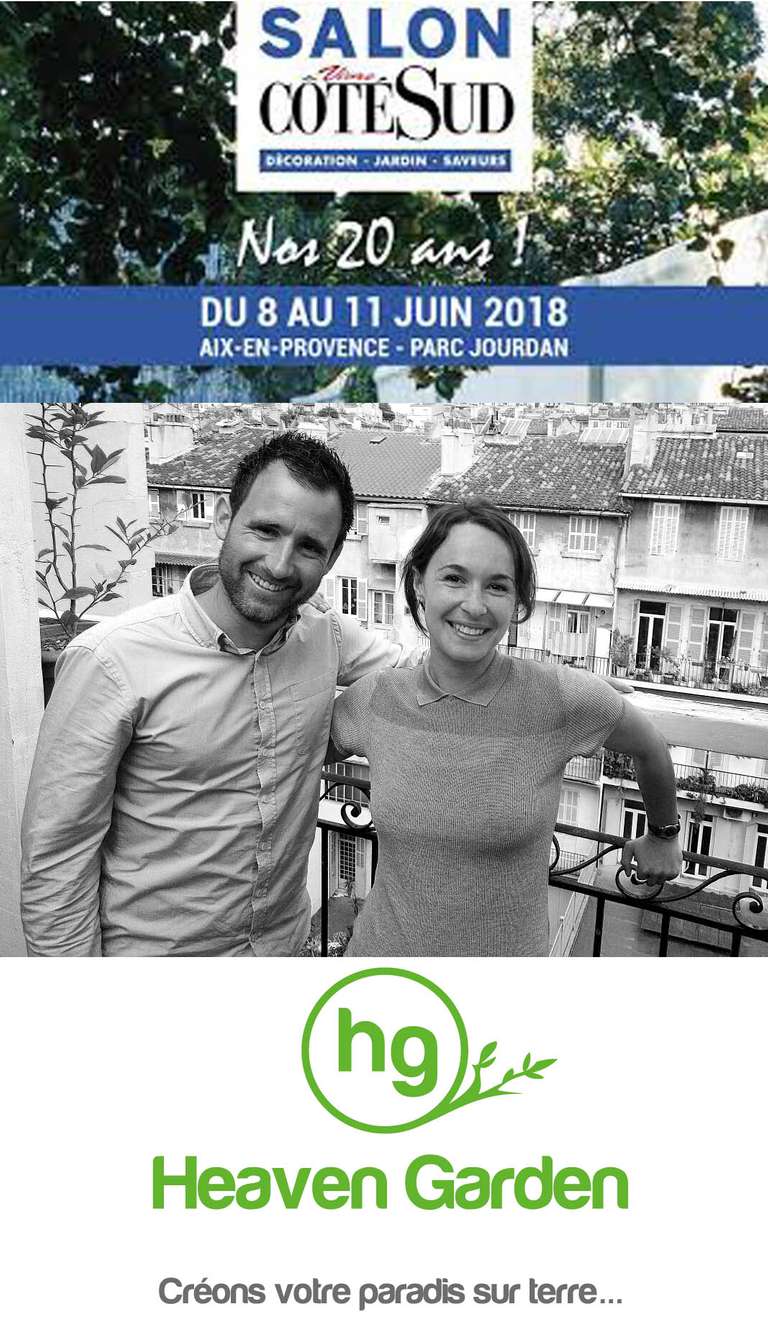 SALON
Vivre
CÔTÉSUD
DÉCORATION - JARDIN - SAVEURS
Nos 20 ans !
DU 8 AU 11 JUIN 2018
AIX-EN-PROVENCE - PARC JOURDAN
hg
Heaven Garden
Créons votre paradis sur terre...